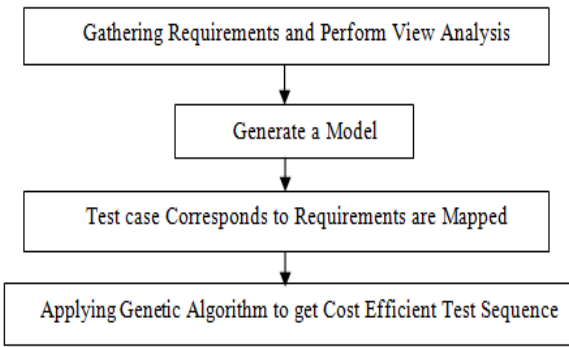 Gathering Requirements and Perform View Analysis
Generate a Model
Test case Corresponds to Requirements are Mapped
Applying Genetic Algorithm to get Cost Efficient Test Sequence